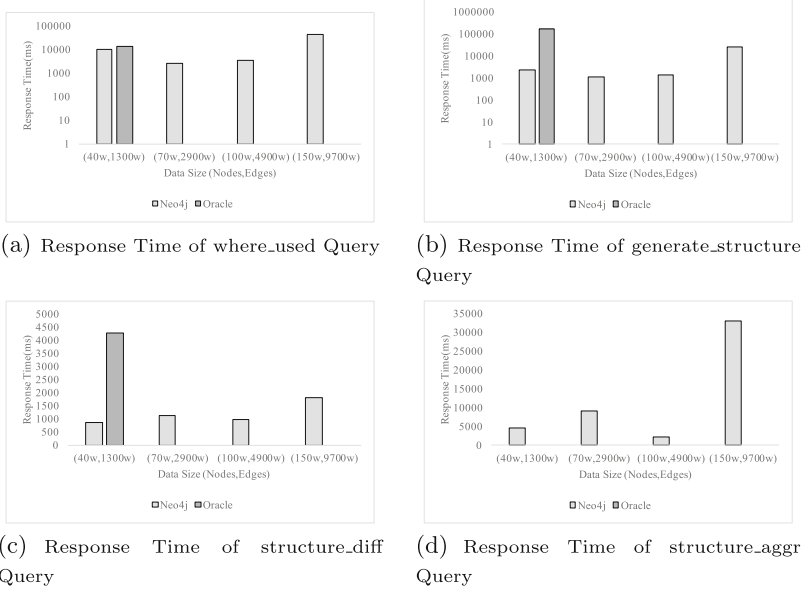 100000
10000
1000
100
10
1
Response Time(ms)
(40w,1300w) (70w,2900w) (100w,4900w) (150w,9700w)
Data Size (Nodes,Edges)
Neo4j Oracle
(a) Response Time of where_used Query
1000000
100000
10000
1000
100
10
1
Response Time(ms)
(40w,1300w) (70w,2900w) (100w,4900w) (150w,9700w)
Data Size (Nodes,Edges)
Neo4j Oracle
(b) Response Time of generate_structure
Query
5000
4500
4000
3500
3000
2500
2000
1500
1000
500
0
Response Time(ms)
(40w,1300w) (70w,2900w) (100w,4900w) (150w,9700w)
Data Size (Nodes,Edges)
Neo4j Oracle
(c) Response Time of structure_diff
Query
35000
30000
25000
20000
15000
10000
5000
0
Response Time(ms)
(40w,1300w) (70w,2900w) (100w,4900w) (150w,9700w)
Data Size (Nodes,Edges)
Neo4j Oracle
(d) Response Time of structure_aggr
Query